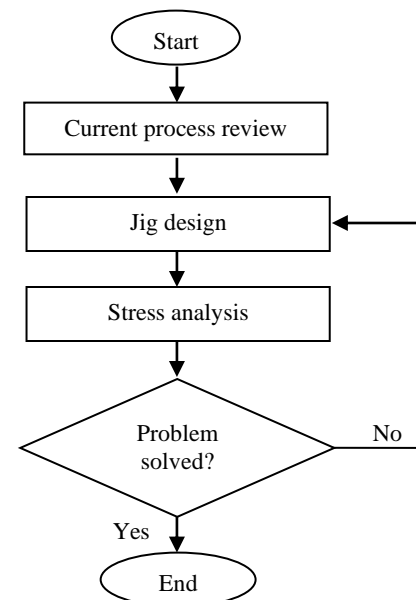 Start
Current process review
Jig design
Stress analysis
Problem
solved?
No
Yes
End